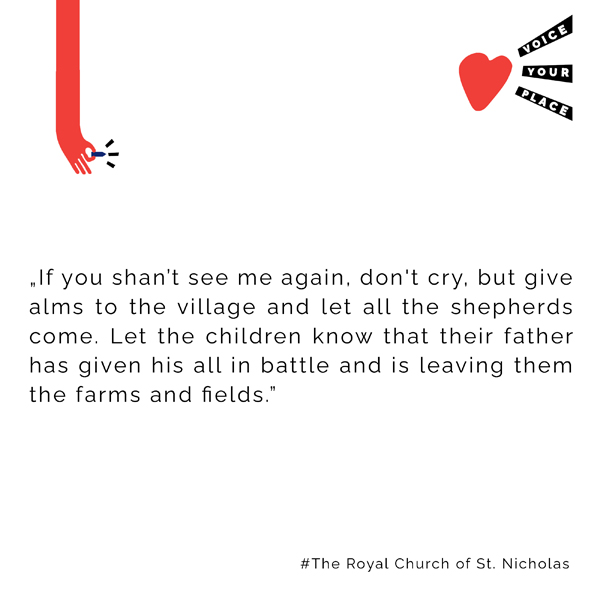 VOICE
YOUR
PLACE
„If you shan’t see me again, don't cry, but give
alms to the village and let all the shepherds
come. Let the children know that their father
has given his all in battle and is leaving them
the farms and fields.”
#The Royal Church of St. Nicholas